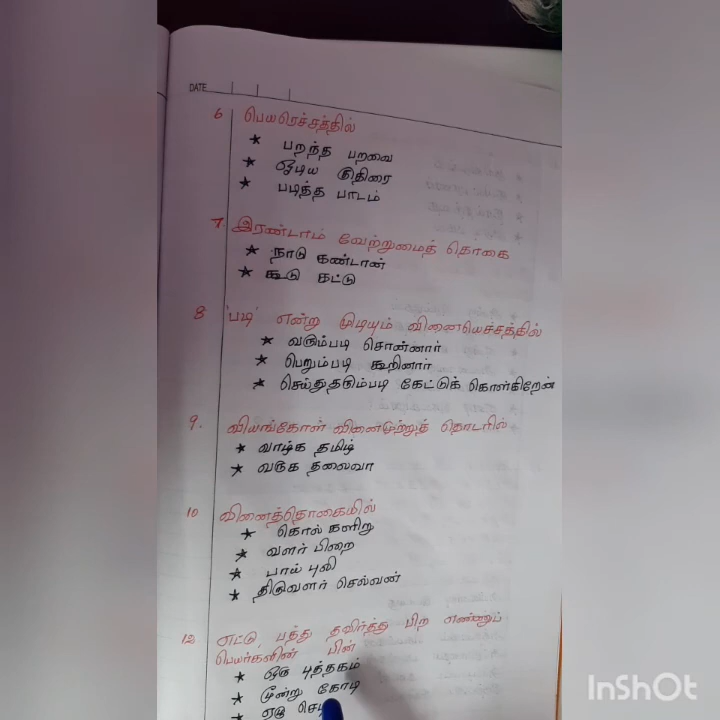 DATE
6 பெயரெச்சத்தில்
* பறந்த பறவை
* ஓடிய குதிரை
* படித்த பாடம்
7. இரண்டாம் வேற்றுமைத் தொகை
* நாடு கண்டான்
* கூடு கட்டு
8 'படி' என்று முடியும் வினையெச்சத்தில்
* வரும்படி சொன்னார்
* பெறும்படி கூறினார்
* செய்துதரும்படி கேட்டுக் கொள்கிறேன்
9. வியங்கோள் வினைமுற்றுத் தொடரில்
* வாழ்க தமிழ்
* வருக தலைவா
10 வினைத்தொகையில்
* கொல் களிறு
* வளர் பிறை
* பாய் புலி
* திருவளர் செல்வன்
12 எட்டு, பத்து தவிர்த்து பிற எண்ணுப்
பெயர்களின் பின்
* ஒரு புத்தகம்
* மூன்று கோடி
* ஏழு
InShOt